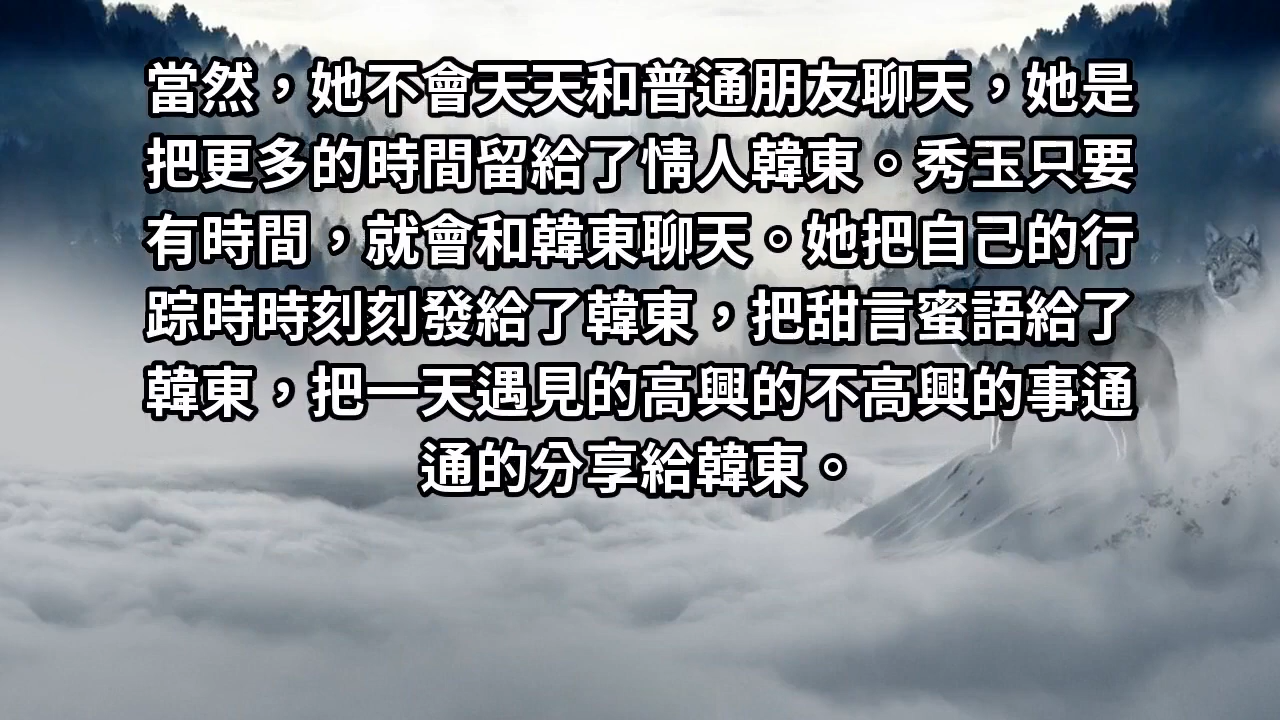 當然，她不會天天和普通朋友聊天，她是
把更多的時間留給了情人韓東。秀玉只要
有時間，就會和韓東聊天。她把自己的行
踪時時刻刻發給了韓東，把甜言蜜語給了
韓東，把一天遇見的高興的不高興的事通
通的分享給韓東。